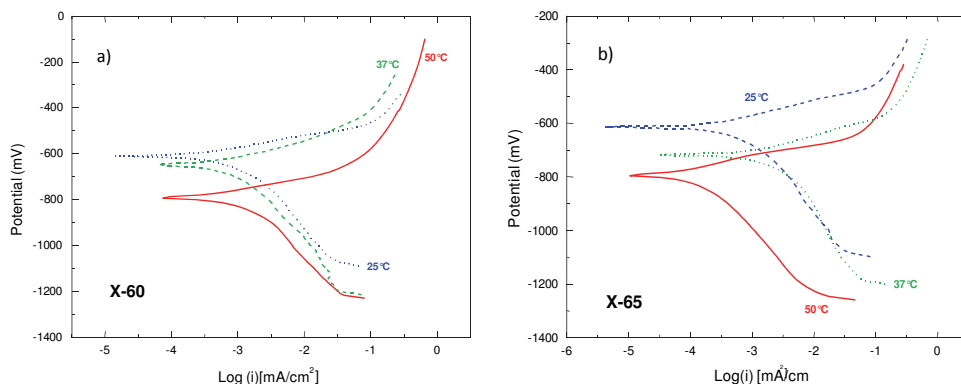 a)
37°C
50°C
25°C
X-60
Potential (mV)
0
-200
-400
-600
-800
-1000
-1200
-1400
-5
-4
-3
-2
-1
0
Log (i)[mA/cm²]
b)
25°C
37°C
50°C
X-65
Potential (mV)
-200
-400
-600
-800
-1000
-1200
-1400
-6
-5
-4
-3
-2
-1
0
1
Log(i) [mA²/cm